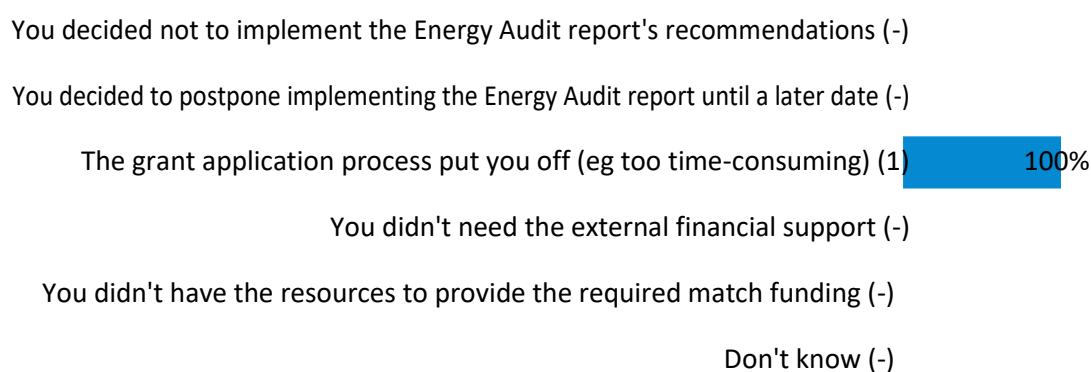 You decided not to implement the Energy Audit report's recommendations (-)
You decided to postpone implementing the Energy Audit report until a later date (-)
The grant application process put you off (eg too time-consuming) (1) 100%
You didn't need the external financial support (-)
You didn't have the resources to provide the required match funding (-)
Don't know (-)